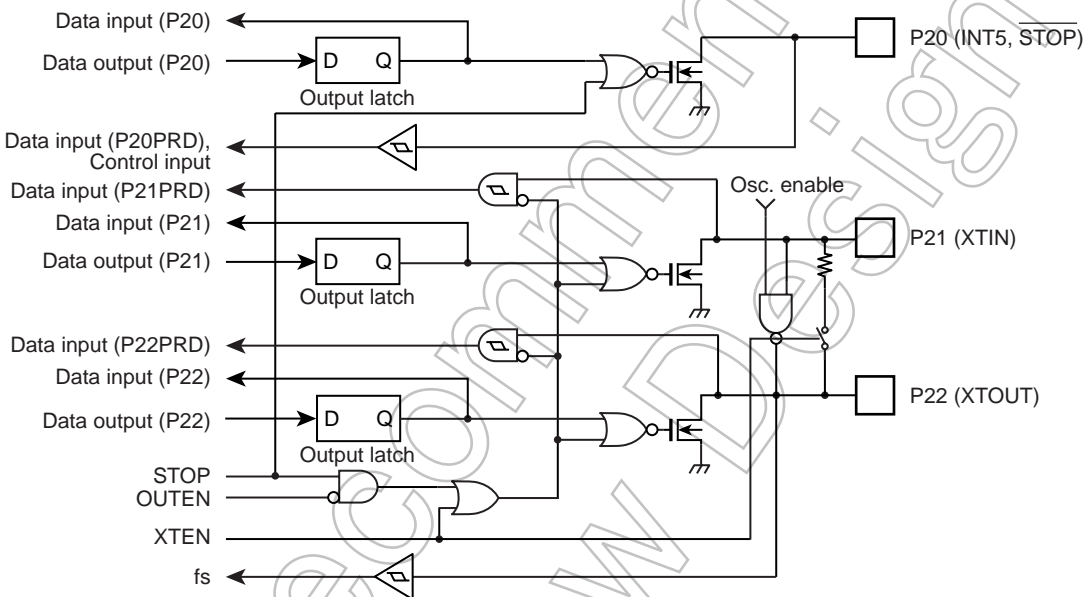 Data input (P20)
Data output (P20)
D Q
Output latch
P20 (INT5, STOP)
Data input (P20PRD),
Control input
Data input (P21PRD)
Osc. enable
Data input (P21)
Data output (P21)
D Q
Output latch
P21 (XTIN)
Data input (P22PRD)
Data input (P22)
Data output (P22)
D Q
Output latch
P22 (XTOUT)
STOP
OUTEN
XTEN
fs